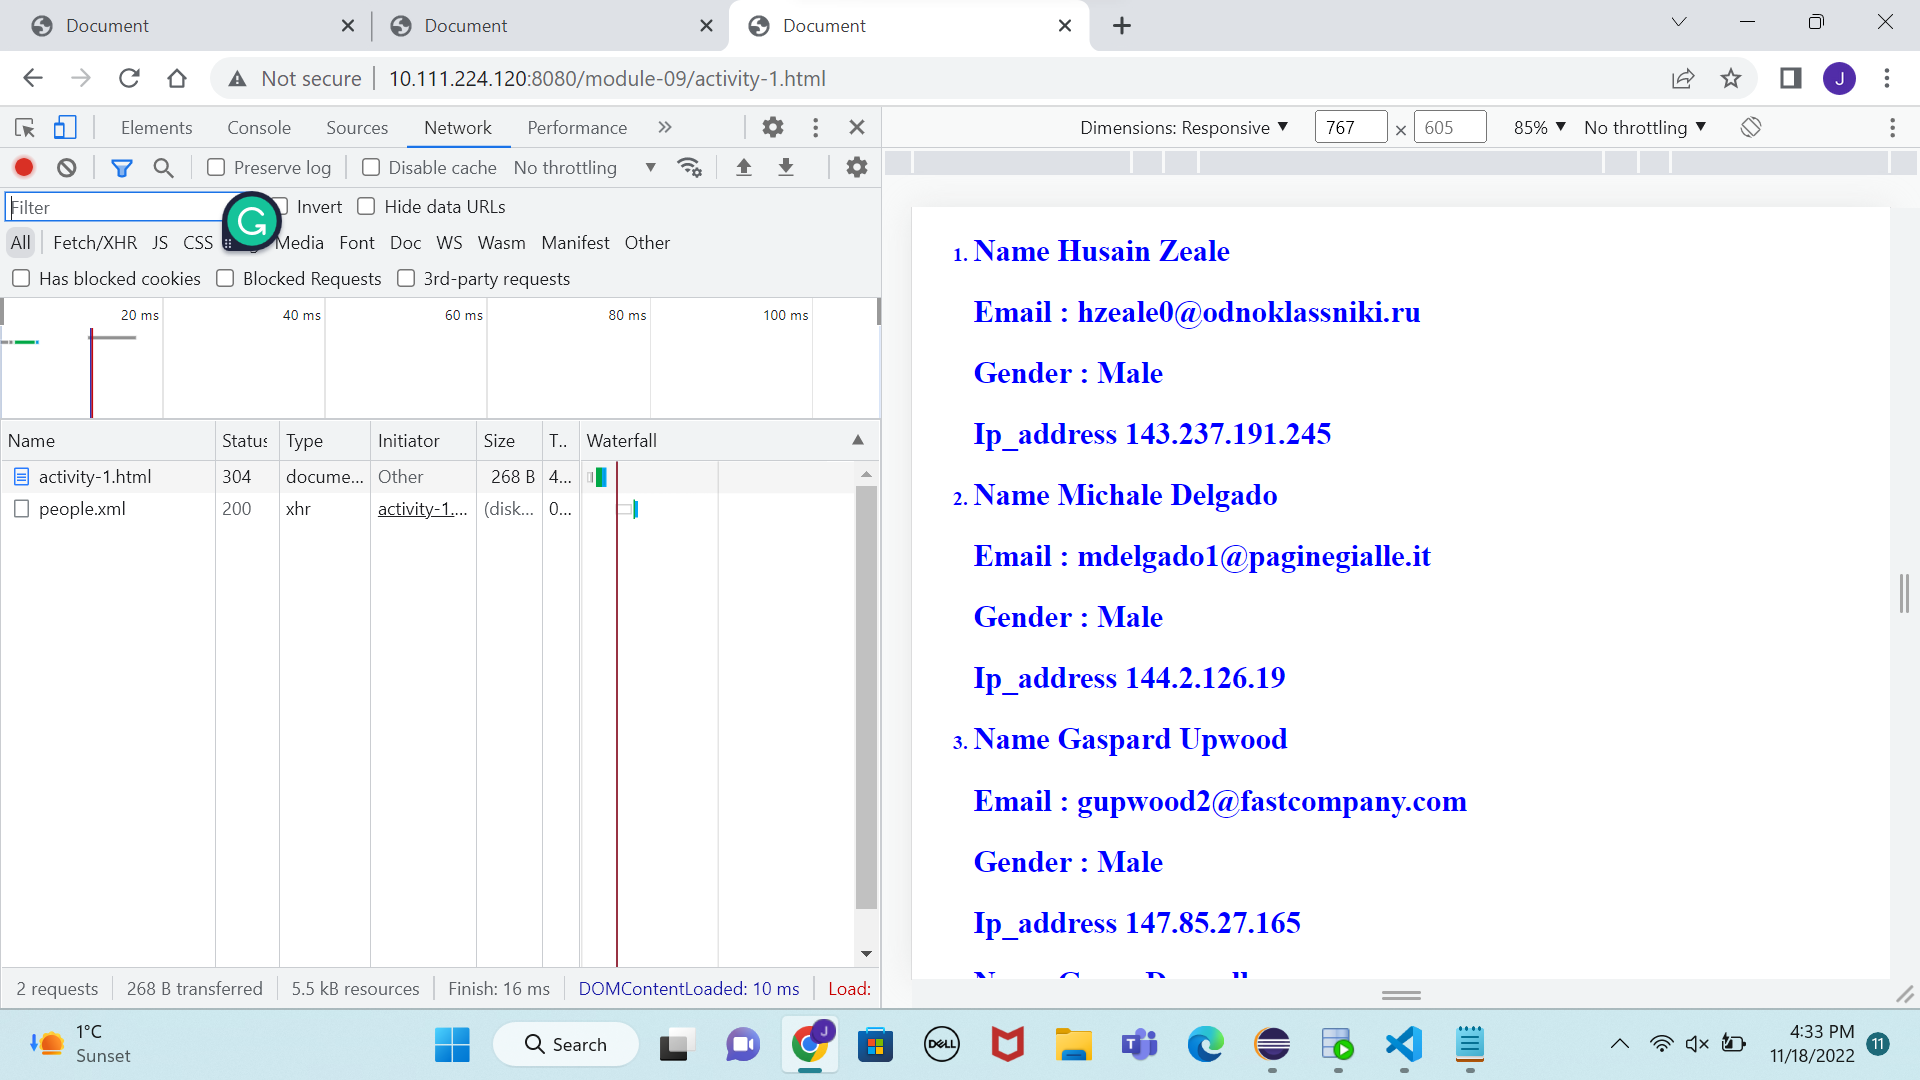 Document
Document
Document
Not secure
10.111.224.120:8080/module-09/activity-1.html
J
Elements Console Sources Network Performance
Dimensions: Responsive ▼ 767 × 605 85% ▼ No throttling ▼
Preserve log Disable cache No throttling ▼
Filter
Invert Hide data URLs
All Fetch/XHR JS CSS Media Font Doc WS Wasm Manifest Other
Has blocked cookies Blocked Requests 3rd-party requests
20 ms 40 ms 60 ms 80 ms 100 ms
Name Status Type Initiator Size T.. Waterfall
activity-1.html 304 docume... Other 268 B 4...
people.xml 200 xhr activity-1.... (disk... 0...
2 requests 268 B transferred 5.5 kB resources Finish: 16 ms DOMContentLoaded: 10 ms Load:
1. Name Husain Zeale
Email : hzeale0@odnoklassniki.ru
Gender : Male
Ip_address 143.237.191.245
2. Name Michale Delgado
Email : mdelgado1@paginegialle.it
Gender : Male
Ip_address 144.2.126.19
3. Name Gaspard Upwood
Email : gupwood2@fastcompany.com
Gender : Male
Ip_address 147.85.27.165
1°C
Sunset
Search
J
DELL
4:33 PM
11/18/2022
11